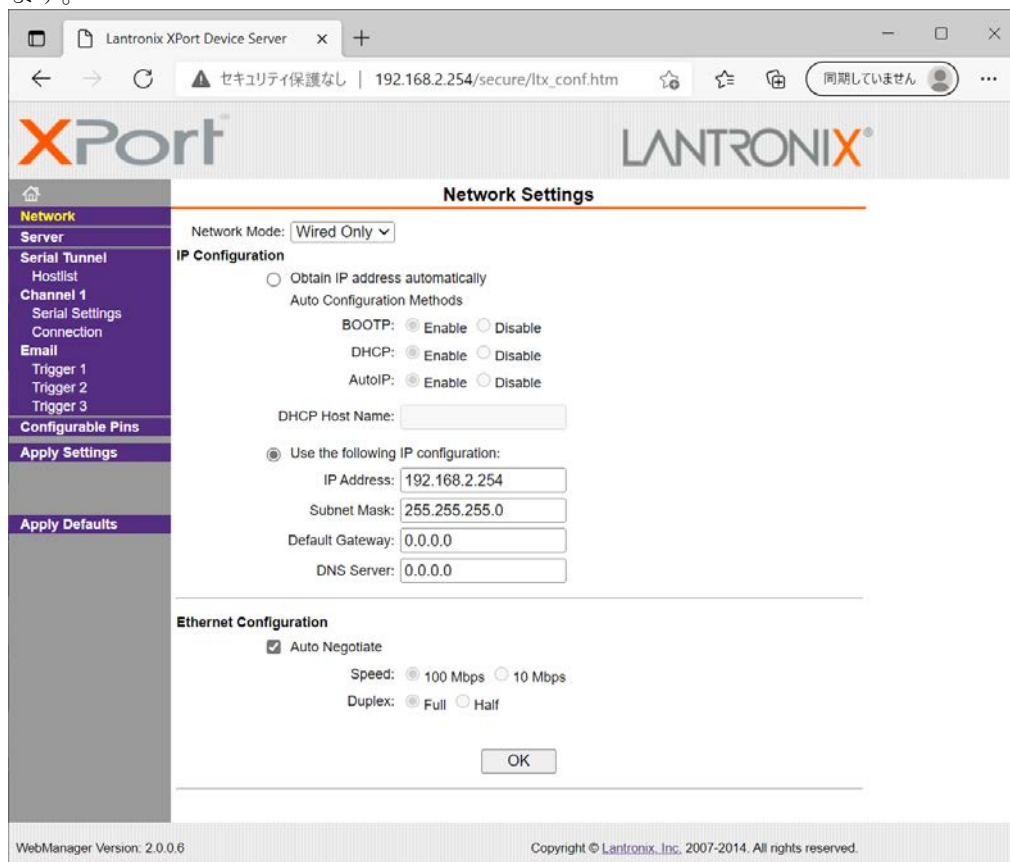 ます。
Lantronix XPort Device Server
セキュリティ保護なし | 192.168.2.254/secure/ltx_conf.htm
同期していません
XPort
LANTRONIX®
Network
Server
Serial Tunnel
Hostlist
Channel 1
Serial Settings
Connection
Email
Trigger 1
Trigger 2
Trigger 3
Configurable Pins
Apply Settings
Apply Defaults
Network Settings
Network Mode: Wired Only
IP Configuration
Obtain IP address automatically
Auto Configuration Methods
BOOTP: Enable Disable
DHCP: Enable Disable
AutoIP: Enable Disable
DHCP Host Name:
Use the following IP configuration:
IP Address: 192.168.2.254
Subnet Mask: 255.255.255.0
Default Gateway: 0.0.0.0
DNS Server: 0.0.0.0
Ethernet Configuration
Auto Negotiate
Speed: 100 Mbps 10 Mbps
Duplex: Full Half
OK
WebManager Version: 2.0.0.6
Copyright © Lantronix, Inc. 2007-2014. All rights reserved.